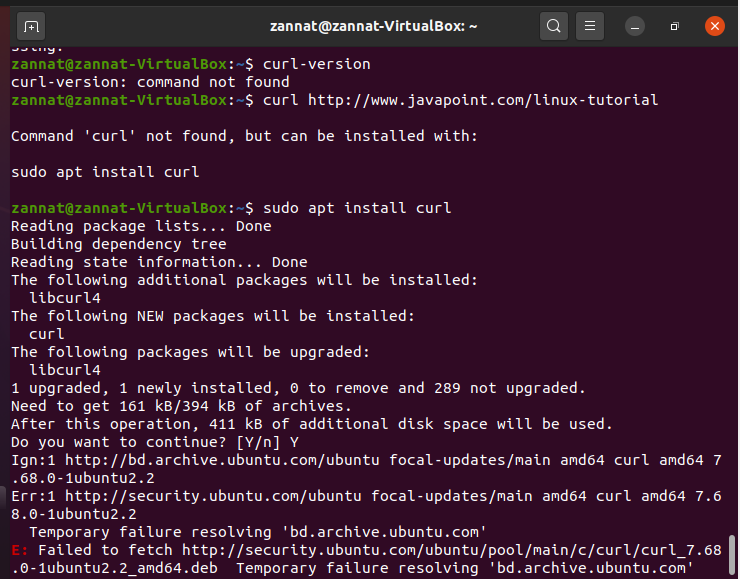 zannat@zannat-VirtualBox: ~
zannat@zannat-VirtualBox:~$ curl-version
curl-version: command not found
zannat@zannat-VirtualBox:~$ curl http://www.javapoint.com/linux-tutorial
Command 'curl' not found, but can be installed with:
sudo apt install curl
zannat@zannat-VirtualBox:~$ sudo apt install curl
Reading package lists... Done
Building dependency tree
Reading state information... Done
The following additional packages will be installed:
  libcurl4
The following NEW packages will be installed:
  curl
The following packages will be upgraded:
  libcurl4
1 upgraded, 1 newly installed, 0 to remove and 289 not upgraded.
Need to get 161 kB/394 kB of archives.
After this operation, 411 kB of additional disk space will be used.
Do you want to continue? [Y/n] Y
Ign:1 http://bd.archive.ubuntu.com/ubuntu focal-updates/main amd64 curl amd64 7
.68.0-1ubuntu2.2
Err:1 http://security.ubuntu.com/ubuntu focal-updates/main amd64 curl amd64 7.6
8.0-1ubuntu2.2
  Temporary failure resolving 'bd.archive.ubuntu.com'
E: Failed to fetch http://security.ubuntu.com/ubuntu/pool/main/c/curl/curl_7.68
.0-1ubuntu2.2_amd64.deb  Temporary failure resolving 'bd.archive.ubuntu.com'